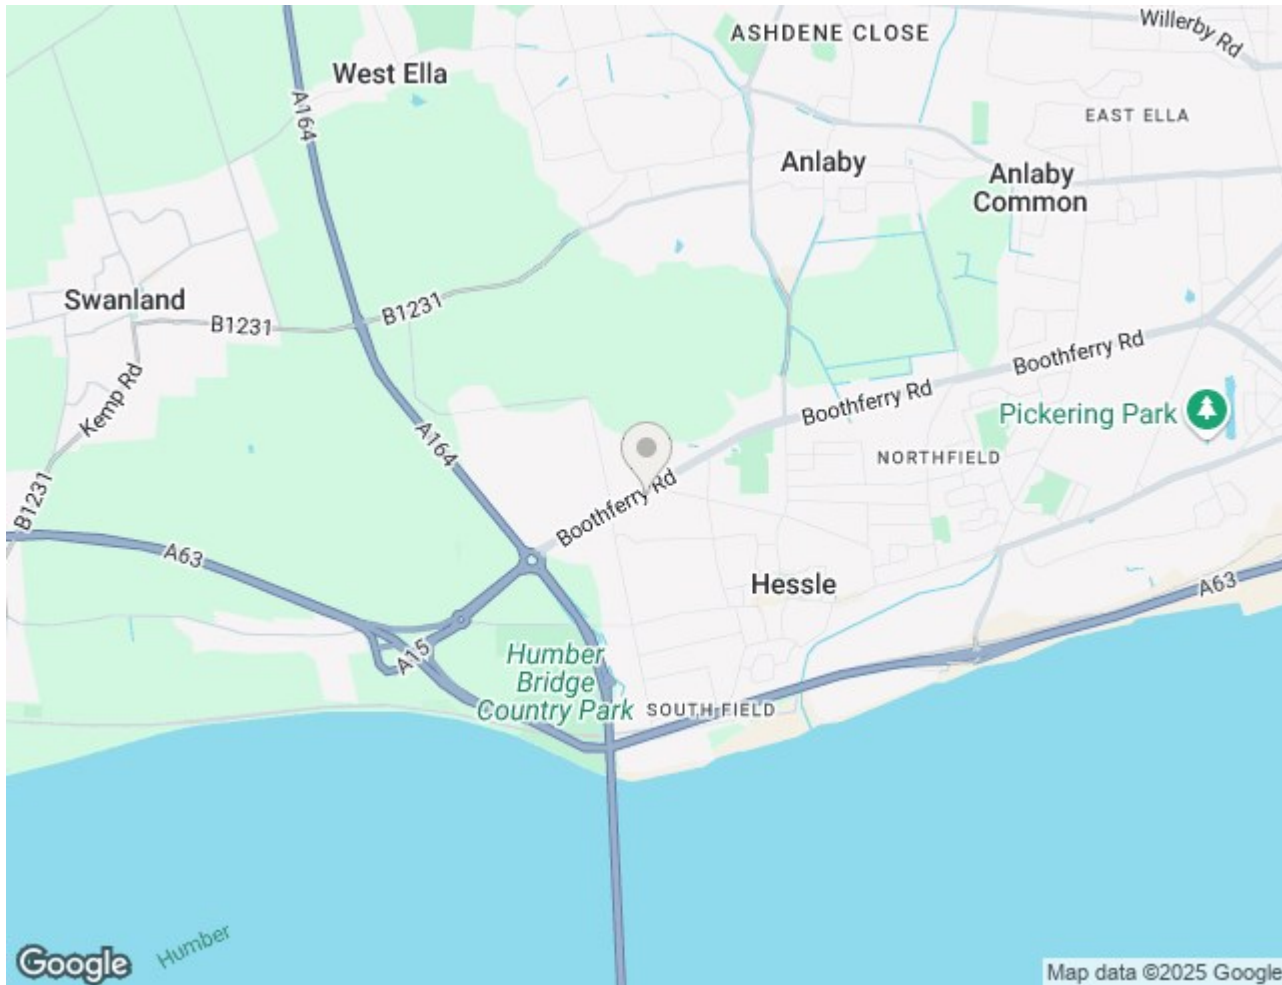 ASHDENE CLOSE
Willerby Rd
West Ella
A164
EAST ELLA
Anlaby
Anlaby
Common
Swanland
B1231
B1231
Boothferry Rd
Kemp Rd
Boothferry Rd
Pickering Park
A164
NORTHFIELD
B1231
Boothferry Rd
A63
Hessle
A63
A15
Humber
Bridge
Country Park
SOUTH FIELD
Humber
Google
Map data ©2025 Google